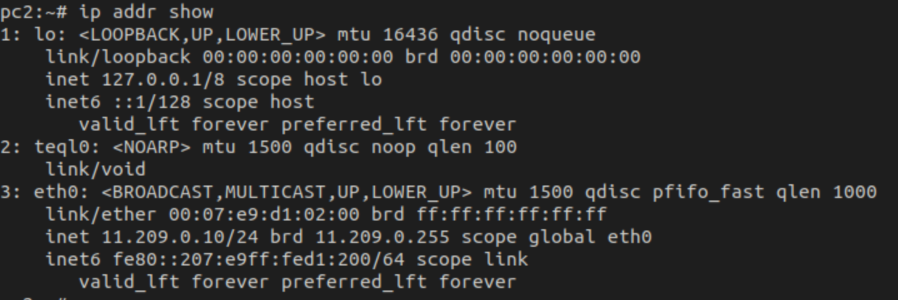 pc2:~# ip addr show
1: lo: <LOOPBACK,UP,LOWER_UP> mtu 16436 qdisc noqueue
    link/loopback 00:00:00:00:00:00 brd 00:00:00:00:00:00
    inet 127.0.0.1/8 scope host lo
    inet6 ::1/128 scope host
       valid_lft forever preferred_lft forever
2: teql0: <NOARP> mtu 1500 qdisc noop qlen 100
    link/void
3: eth0: <BROADCAST,MULTICAST,UP,LOWER_UP> mtu 1500 qdisc pfifo_fast qlen 1000
    link/ether 00:07:e9:d1:02:00 brd ff:ff:ff:ff:ff:ff
    inet 11.209.0.10/24 brd 11.209.0.255 scope global eth0
    inet6 fe80::207:e9ff:fed1:200/64 scope link
       valid_lft forever preferred_lft forever